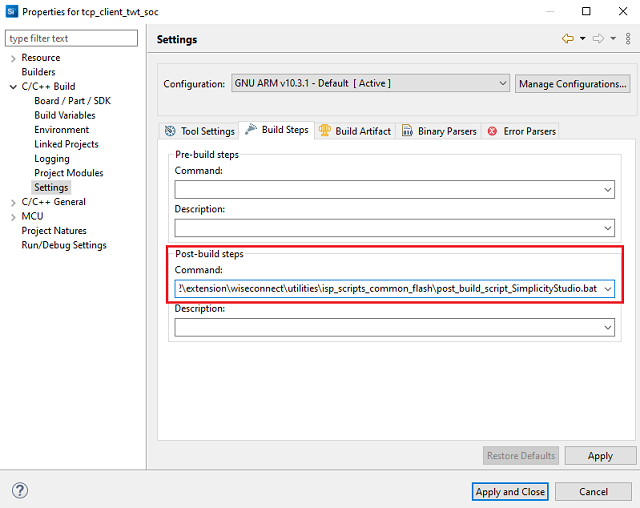 Si Properties for tcp_client_twt_soc
type filter text
Settings
Resource
Builders
C/C++ Build
Board / Part / SDK
Build Variables
Environment
Linked Projects
Logging
Project Modules
Settings
C/C++ General
MCU
Project Natures
Run/Debug Settings
Configuration: GNU ARM v10.3.1 - Default [ Active ] Manage Configurations...
Tool Settings Build Steps Build Artifact Binary Parsers Error Parsers
Pre-build steps
Command:
Description:
Post-build steps
Command:
!\extension\wiseconnect\utilities\isp_scripts_common_flash\post_build_script_SimplicityStudio.bat
Description:
Restore Defaults Apply
? Apply and Close Cancel